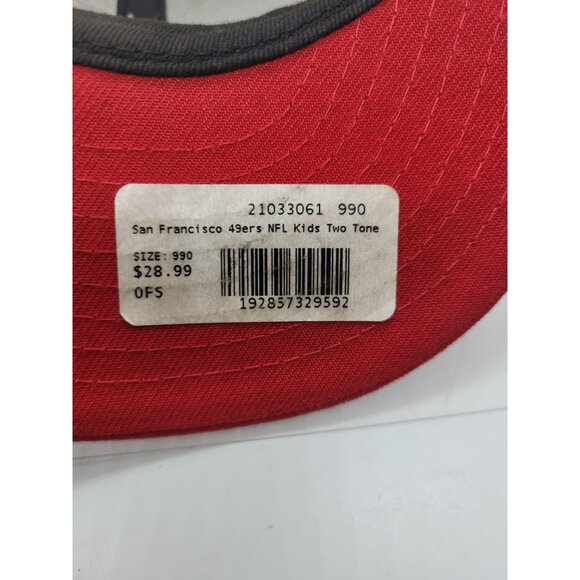 21033061 990
San Francisco 49ers NFL Kids Two Tone
SIZE: 990
$28.99
OFS
192857329592